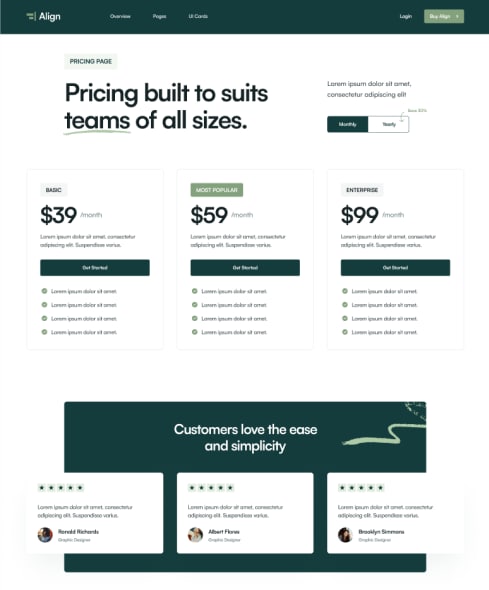 Align
Overview
Pages
UI Cards
Login
Buy Align
PRICING PAGE
Pricing built to suits
teams of all sizes.
Lorem ipsum dolor sit amet,
consectetur adipiscing elit
Save 20%
Monthly
Yearly
BASIC
$39 /month
Lorem ipsum dolor sit amet, consectetur
adipiscing elit. Suspendisse varius.
Get Started
Lorem ipsum dolor sit amet.
Lorem ipsum dolor sit amet.
Lorem ipsum dolor sit amet.
Lorem ipsum dolor sit amet.
MOST POPULAR
$59 /month
Lorem ipsum dolor sit amet, consectetur
adipiscing elit. Suspendisse varius.
Get Started
Lorem ipsum dolor sit amet.
Lorem ipsum dolor sit amet.
Lorem ipsum dolor sit amet.
Lorem ipsum dolor sit amet.
ENTERPRISE
$99 /month
Lorem ipsum dolor sit amet, consectetur
adipiscing elit. Suspendisse varius.
Get Started
Lorem ipsum dolor sit amet.
Lorem ipsum dolor sit amet.
Lorem ipsum dolor sit amet.
Lorem ipsum dolor sit amet.
Customers love the ease
and simplicity
Lorem ipsum dolor sit amet, consectetur
adipiscing elit. Suspendisse varius.
Ronald Richards
Graphic Designer
Lorem ipsum dolor sit amet, consectetur
adipiscing elit. Suspendisse varius.
Albert Flores
Graphic Designer
Lorem ipsum dolor sit amet, consectetur
adipiscing elit. Suspendisse varius.
Brooklyn Simmons
Graphic Designer